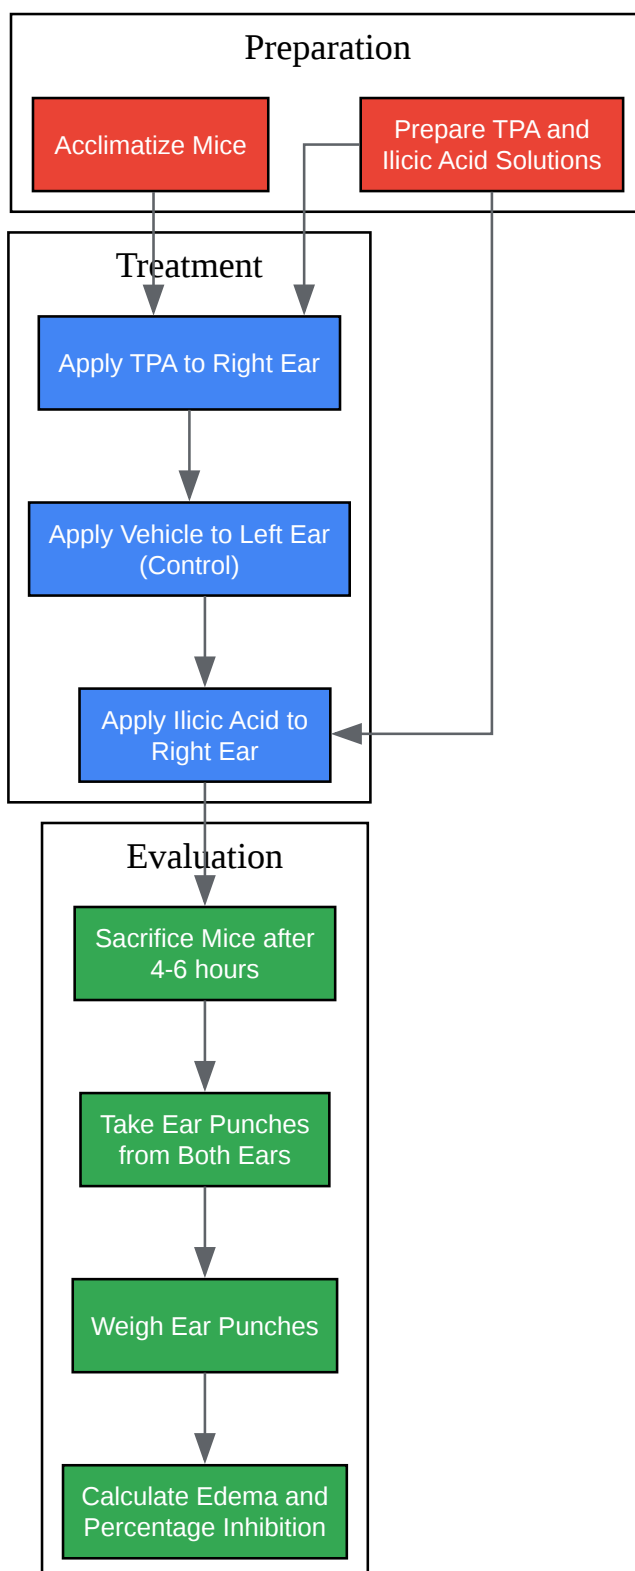 Preparation
Acclimatize Mice
Prepare TPA and
Ilicic Acid Solutions
Treatment
Apply TPA to Right Ear
Apply Vehicle to Left Ear
(Control)
Apply Ilicic Acid to
Right Ear
Evaluation
Sacrifice Mice after
4-6 hours
Take Ear Punches
from Both Ears
Weigh Ear Punches
Calculate Edema and
Percentage Inhibition